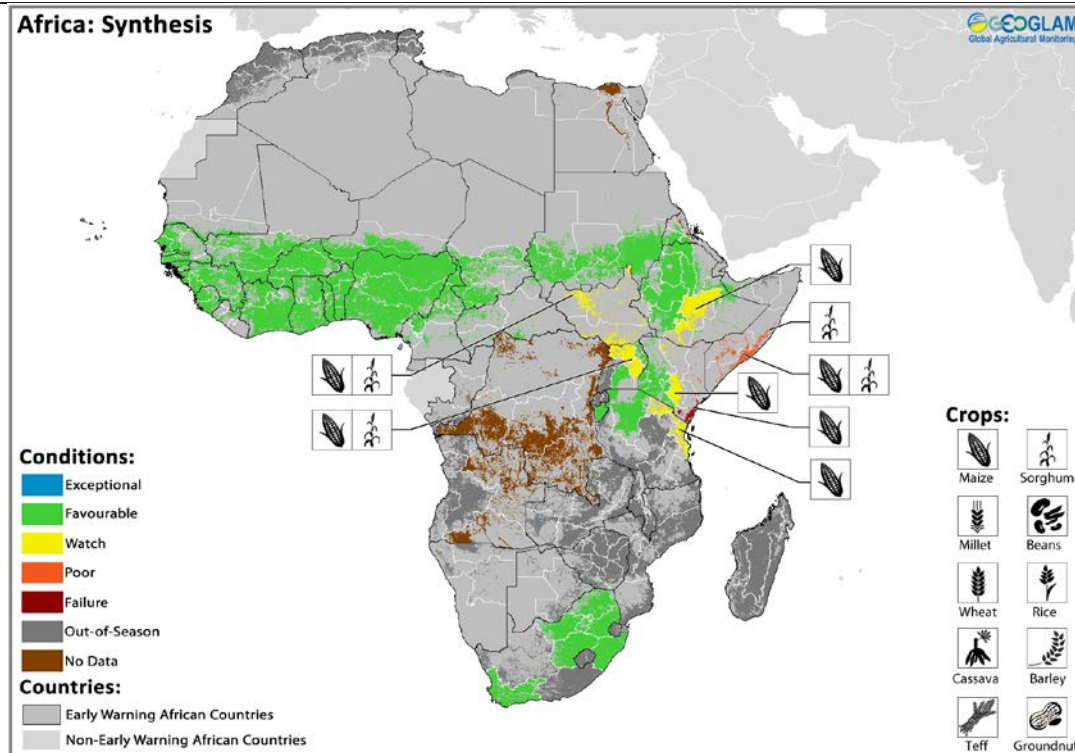 Africa: Synthesis
GEOGLAM
Global Agricultural Monitoring
Conditions:
Exceptional
Favourable
Watch
Poor
Failure
Out-of-Season
No Data
Countries:
Early Warning African Countries
Non-Early Warning African Countries
Crops:
Maize Sorghum
Millet Beans
Wheat Rice
Cassava Barley
Teff Groundnut